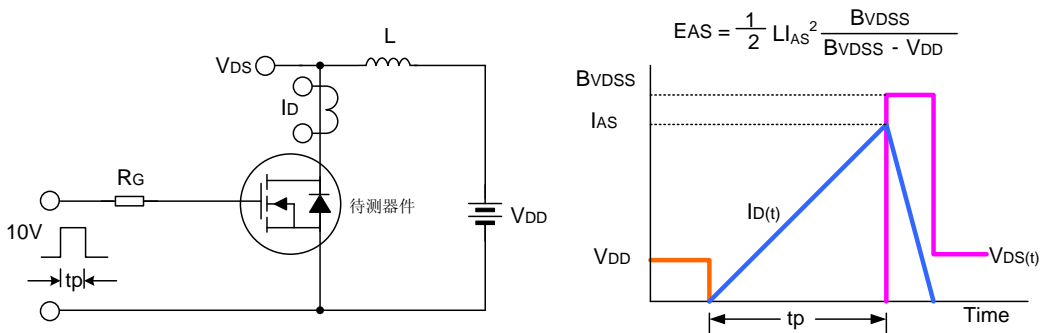 EAS = 1/2 LIAS² BVDSS / BVDSS - VDD
L
VDS
ID
RG
待测器件
10V
VDD
tp
BVDSS
IAS
ID(t)
VDD
VDS(t)
tp
Time